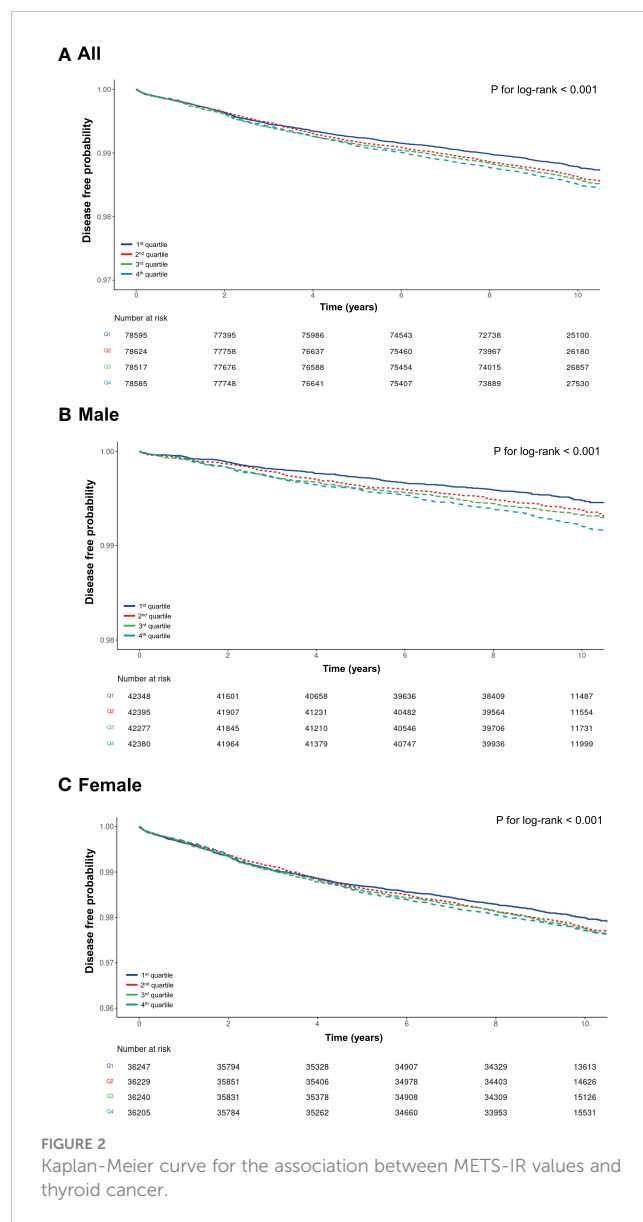 A All
P for log-rank < 0.001
Disease free probability
1.00
0.99
0.98
0.97
1st quartile
2nd quartile
3rd quartile
4th quartile
0 2 4 6 8 10
Time (years)
Number at risk
Q1 78595 77395 75986 74543 72738 25100
Q2 78624 77758 76637 75460 73967 26180
Q3 78517 77676 76588 75454 74015 26857
Q4 78585 77748 76641 75407 73889 27530
B Male
P for log-rank < 0.001
Disease free probability
1.00
0.99
0.98
1st quartile
2nd quartile
3rd quartile
4th quartile
0 2 4 6 8 10
Time (years)
Number at risk
Q1 42348 41601 40658 39636 38409 11487
Q2 42395 41907 41231 40482 39564 11554
Q3 42277 41845 41210 40546 39706 11731
Q4 42380 41964 41379 40747 39936 11999
C Female
P for log-rank < 0.001
Disease free probability
1.00
0.99
0.98
0.97
0.96
1st quartile
2nd quartile
3rd quartile
4th quartile
0 2 4 6 8 10
Time (years)
Number at risk
Q1 36247 35794 35328 34907 34329 13613
Q2 36229 35851 35406 34978 34403 14626
Q3 36240 35831 35378 34908 34309 15126
Q4 36205 35784 35262 34660 33953 15531
FIGURE 2
Kaplan-Meier curve for the association between METS-IR values and
thyroid cancer.